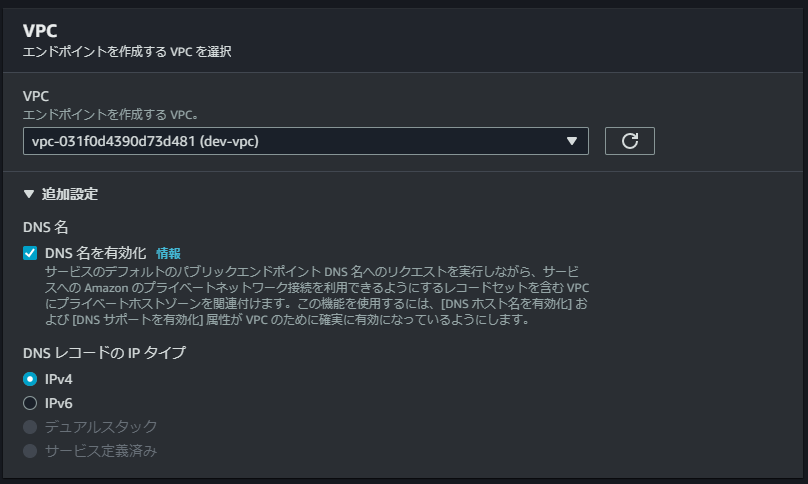 VPC
エンドポイントを作成する VPC を選択
VPC
エンドポイントを作成する VPC。
vpc-031f0d4390d73d481 (dev-vpc)
追加設定
DNS 名
DNS 名を有効化 情報
サービスのデフォルトのパブリックエンドポイント DNS 名へのリクエストを実行しながら、サービ
スへの Amazon のプライベートネットワーク接続を利用できるようにするレコードセットを含む VPC
にプライベートホストゾーンを関連付けます。この機能を使用するには、[DNS ホスト名を有効化] お
よび [DNS サポートを有効化] 属性が VPC のために確実に有効になっているようにします。
DNS レコードの IP タイプ
IPv4
IPv6
デュアルスタック
サービス定義済み